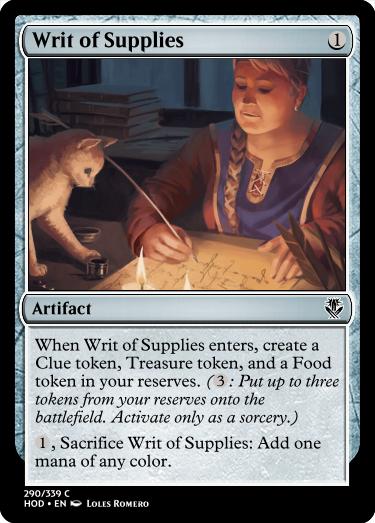 Writ of Supplies 1
Artifact
When Writ of Supplies enters, create a
Clue token, Treasure token, and a Food
token in your reserves. (3: Put up to three
tokens from your reserves onto the
battlefield. Activate only as a sorcery.)
1, Sacrifice Writ of Supplies: Add one
mana of any color.
290/339 C
HOD • EN Loles Romero